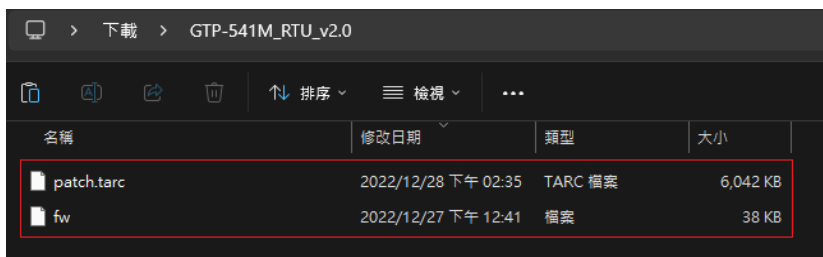 下載 > GTP-541M_RTU_v2.0
排序 檢視 ...
名稱 修改日期 類型 大小
patch.tarc 2022/12/28 下午 02:35 TARC 檔案 6,042 KB
fw 2022/12/27 下午 12:41 檔案 38 KB